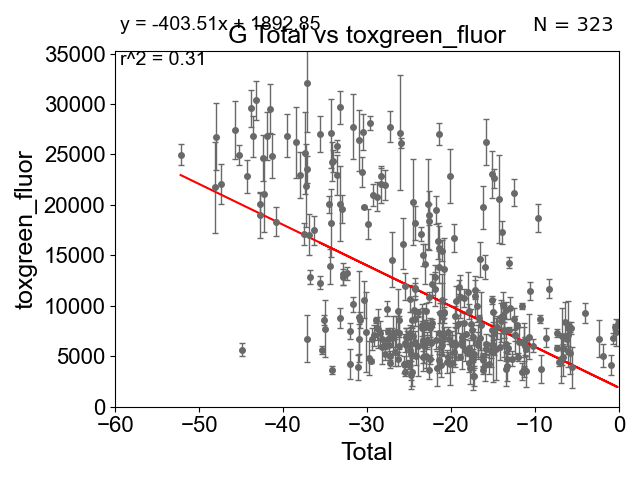 y = -403.51x + 1892.85
N = 323
G Total vs toxgreen_fluor
r^2 = 0.31
toxgreen_fluor
35000
30000
25000
20000
15000
10000
5000
0
−60 −50 −40 −30 −20 −10 0
Total